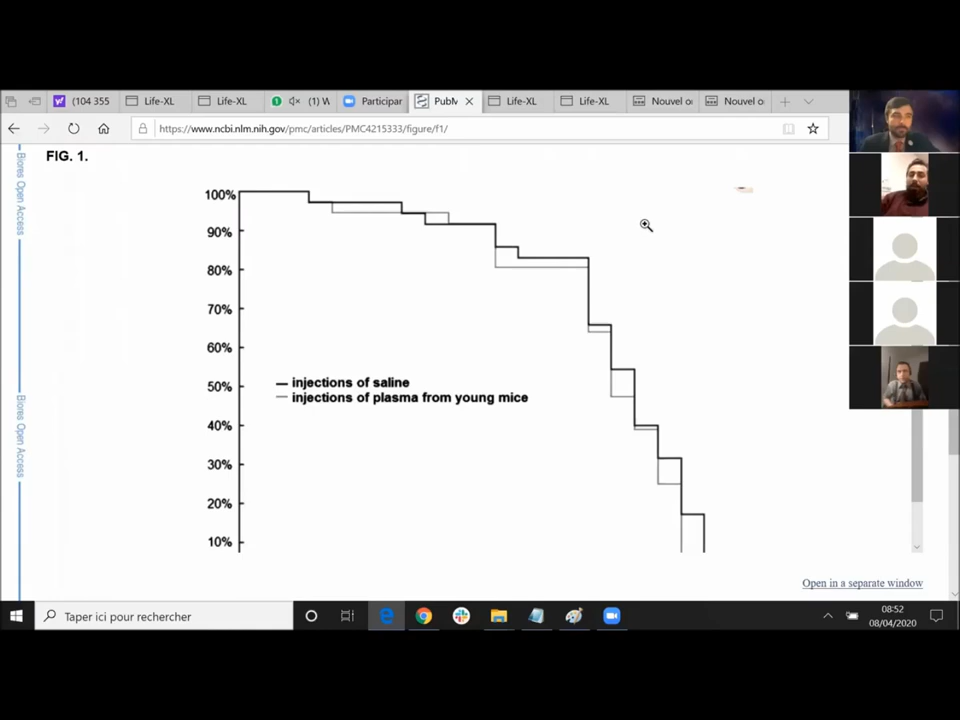 (104 355
Life-XL
Life-XL
(1) W
Participar
PubM
Life-XL
Life-XL
Nouvel o
Nouvel o
https://www.ncbi.nlm.nih.gov/pmc/articles/PMC4215333/figure/f1/
FIG. 1.
Biores Open Access
Biores Open Access
100%
90%
80%
70%
60%
50%
40%
30%
20%
10%
injections of saline
injections of plasma from young mice
Open in a separate window
Taper ici pour rechercher
08:52
08/04/2020